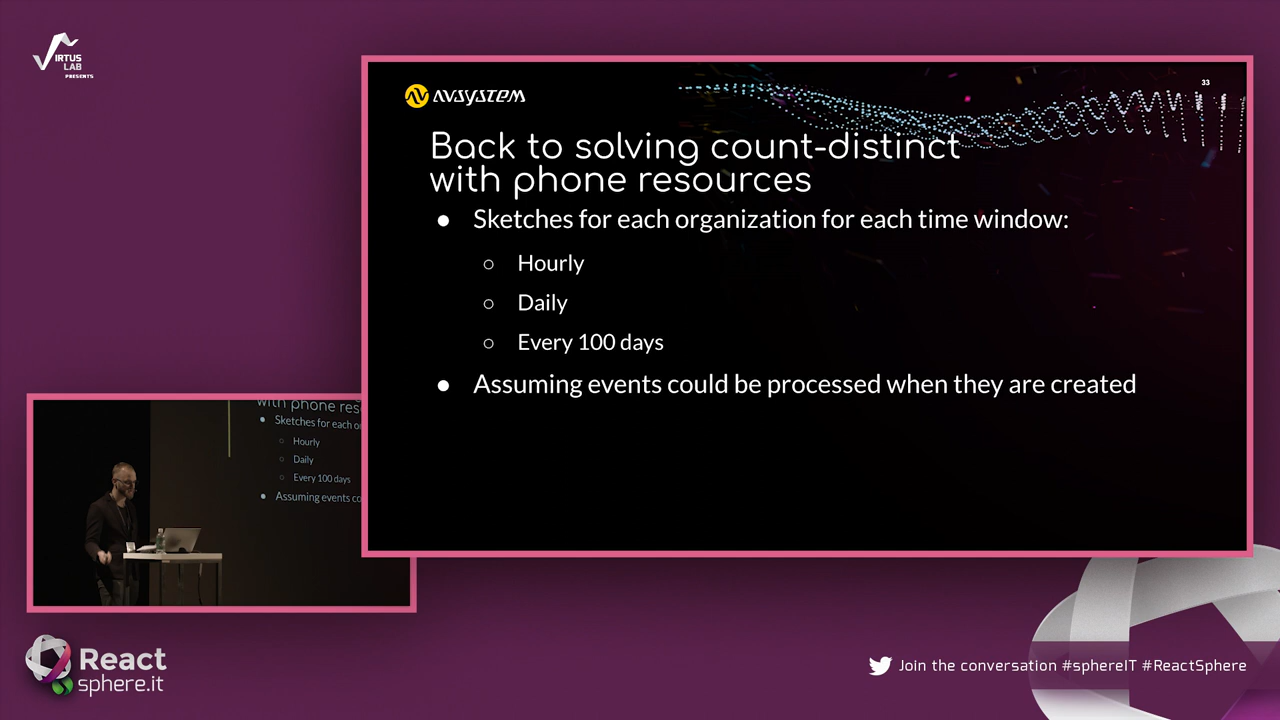 VIRTUS
LAB
PRESENTS
AVSYSTEM
33
Back to solving count-distinct
with phone resources
● Sketches for each organization for each time window:
○ Hourly
○ Daily
○ Every 100 days
● Assuming events could be processed when they are created
with phone res
● Sketches for each o
○ Hourly
○ Daily
○ Every 100 days
● Assuming events co
React
sphere.it
Join the conversation #sphereIT #ReactSphere